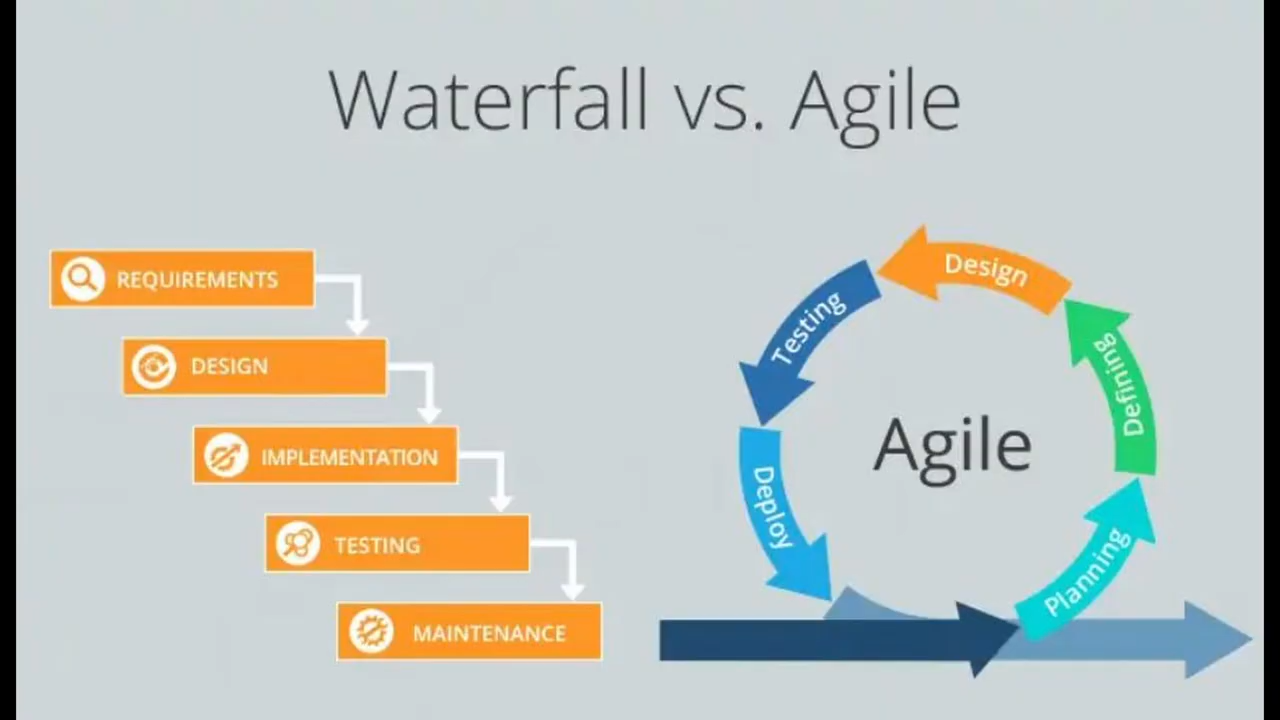 Waterfall vs. Agile
REQUIREMENTS
DESIGN
IMPLEMENTATION
TESTING
MAINTENANCE
Agile
Planning
Defining
Design
Testing
Deploy